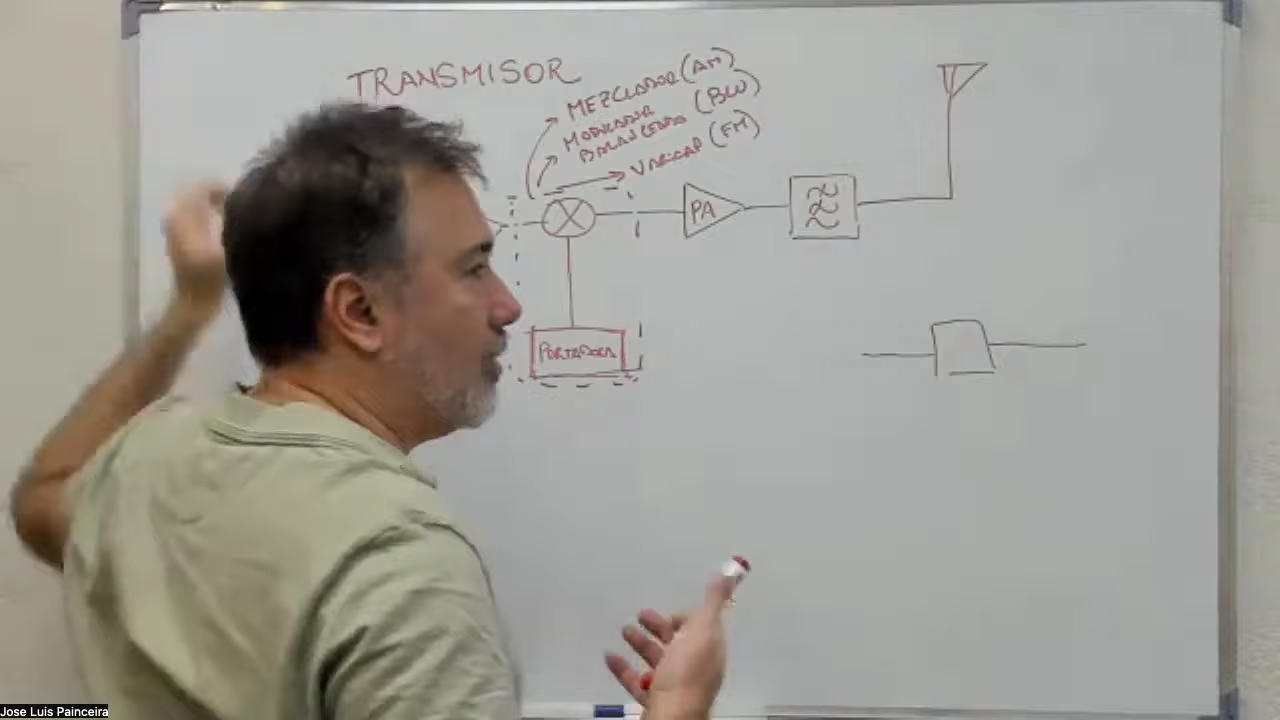 TRANSMISOR
MEZCLADOR (AM)
MODULADOR
BALANCEADO (BLU)
VARICAP (FM)
PA
PORTADORA
Jose Luis Painceira